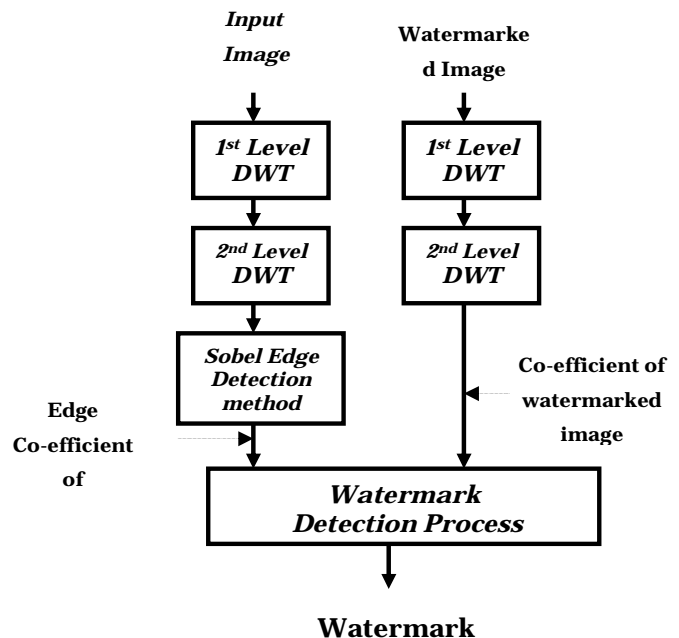 Input
Image
Watermarke
d Image
1st Level
DWT
1st Level
DWT
2nd Level
DWT
2nd Level
DWT
Sobel Edge
Detection
method
Co-efficient of
watermarked
image
Edge
Co-efficient
of
Watermark
Detection Process
Watermark